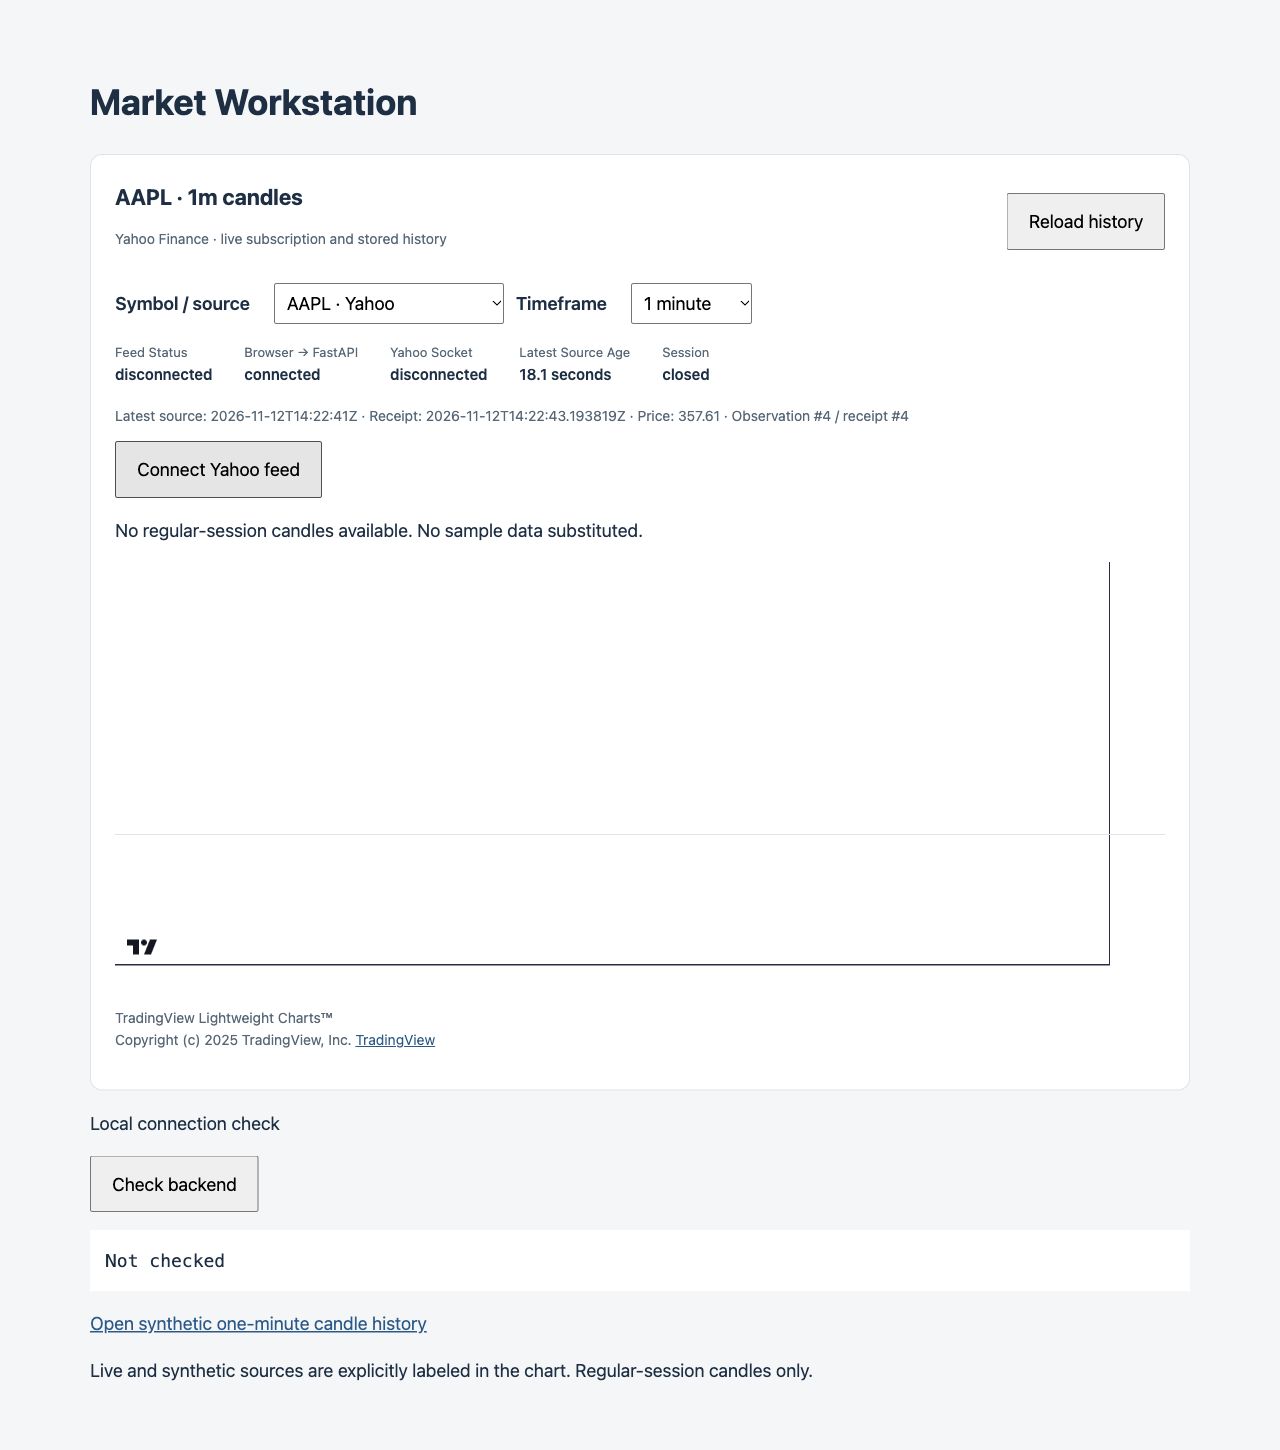 Market Workstation
AAPL · 1m candles
Yahoo Finance · live subscription and stored history
Reload history
Symbol / source AAPL · Yahoo Timeframe 1 minute
Feed Status Browser → FastAPI Yahoo Socket Latest Source Age Session
disconnected connected disconnected 18.1 seconds closed
Latest source: 2026-11-12T14:22:41Z · Receipt: 2026-11-12T14:22:43.193819Z · Price: 357.61 · Observation #4 / receipt #4
Connect Yahoo feed
No regular-session candles available. No sample data substituted.
TradingView Lightweight Charts™
Copyright (c) 2025 TradingView, Inc. TradingView
Local connection check
Check backend
Not checked
Open synthetic one-minute candle history
Live and synthetic sources are explicitly labeled in the chart. Regular-session candles only.